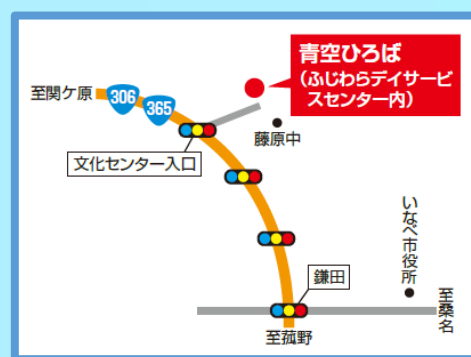 青空ひろば
(ふじわらデイサービ
スセンター内)
至関ケ原
306
365
藤原中
文化センター入口
いなべ市役所
鎌田
至桑名
至菰野